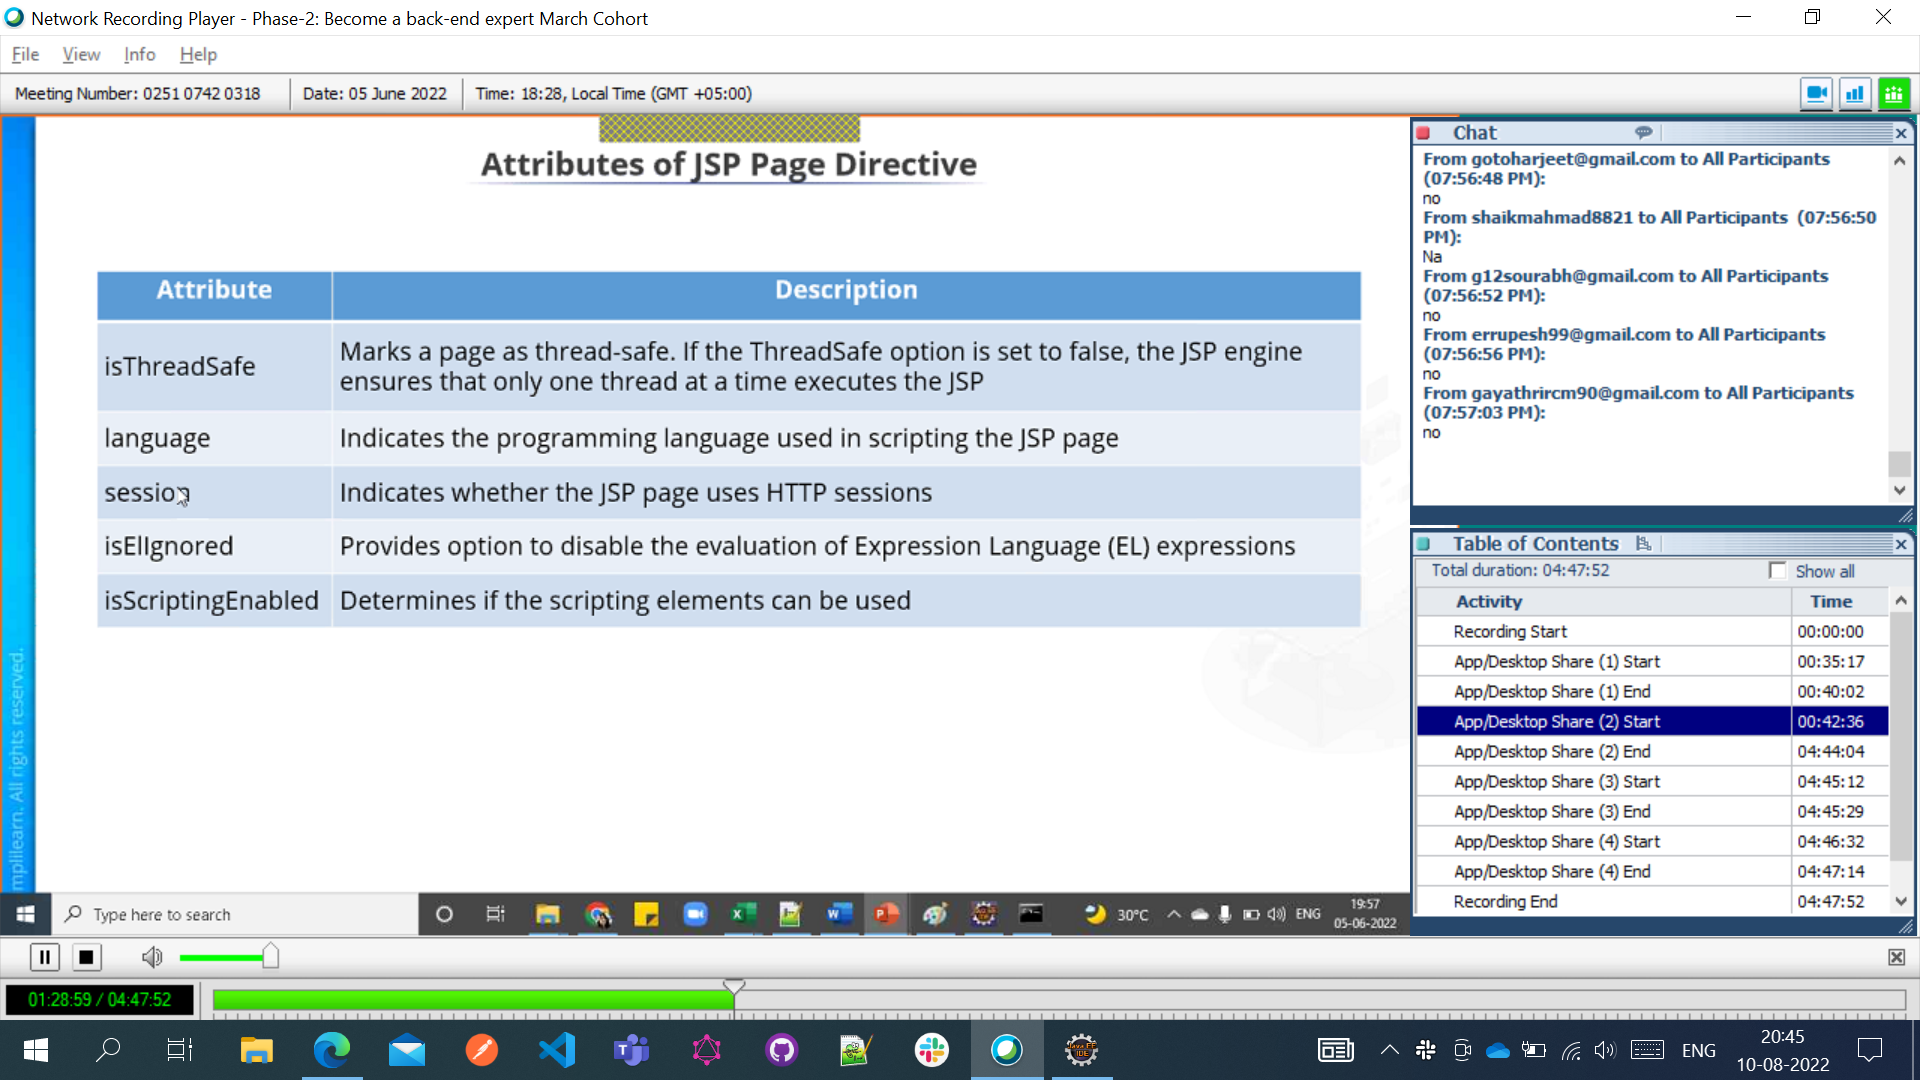 Network Recording Player - Phase-2: Become a back-end expert March Cohort
File View Info Help
Meeting Number: 0251 0742 0318 Date: 05 June 2022 Time: 18:28, Local Time (GMT +05:00)
Attributes of JSP Page Directive
Attribute Description
isThreadSafe
Marks a page as thread-safe. If the ThreadSafe option is set to false, the JSP engine
ensures that only one thread at a time executes the JSP
language Indicates the programming language used in scripting the JSP page
session Indicates whether the JSP page uses HTTP sessions
isElIgnored Provides option to disable the evaluation of Expression Language (EL) expressions
isScriptingEnabled Determines if the scripting elements can be used
mplilearn. All rights reserved.
Type here to search
30°C
ENG
19:57
05-06-2022
Chat
From gotoharjeet@gmail.com to All Participants
(07:56:48 PM):
no
From shaikmahmad8821 to All Participants (07:56:50
PM):
Na
From g12sourabh@gmail.com to All Participants
(07:56:52 PM):
no
From errupesh99@gmail.com to All Participants
(07:56:56 PM):
no
From gayathrircm90@gmail.com to All Participants
(07:57:03 PM):
no
Table of Contents
Total duration: 04:47:52 Show all
Activity Time
Recording Start 00:00:00
App/Desktop Share (1) Start 00:35:17
App/Desktop Share (1) End 00:40:02
App/Desktop Share (2) Start 00:42:36
App/Desktop Share (2) End 04:44:04
App/Desktop Share (3) Start 04:45:12
App/Desktop Share (3) End 04:45:29
App/Desktop Share (4) Start 04:46:32
App/Desktop Share (4) End 04:47:14
Recording End 04:47:52
01:28:59 / 04:47:52
ENG
20:45
10-08-2022